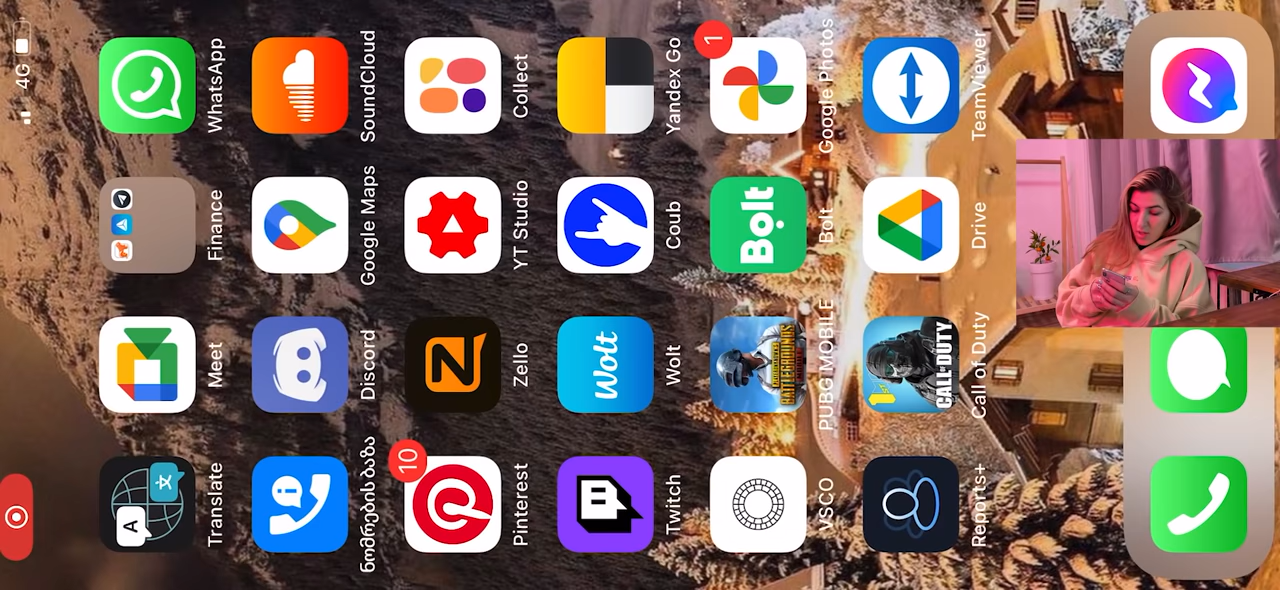 4G
A 文
Translate Meet Finance WhatsApp
ნომრების ბაზა Discord Google Maps SoundCloud
10
Pinterest Zello YT Studio Collect
Wolt
Twitch Wolt Coub Yandex Go
1
BATTLEGROUNDS Bolt
VSCO PUBG MOBILE Bolt Google Photos
CALL OF DUTY
Reports+ Call of Duty Drive TeamViewer